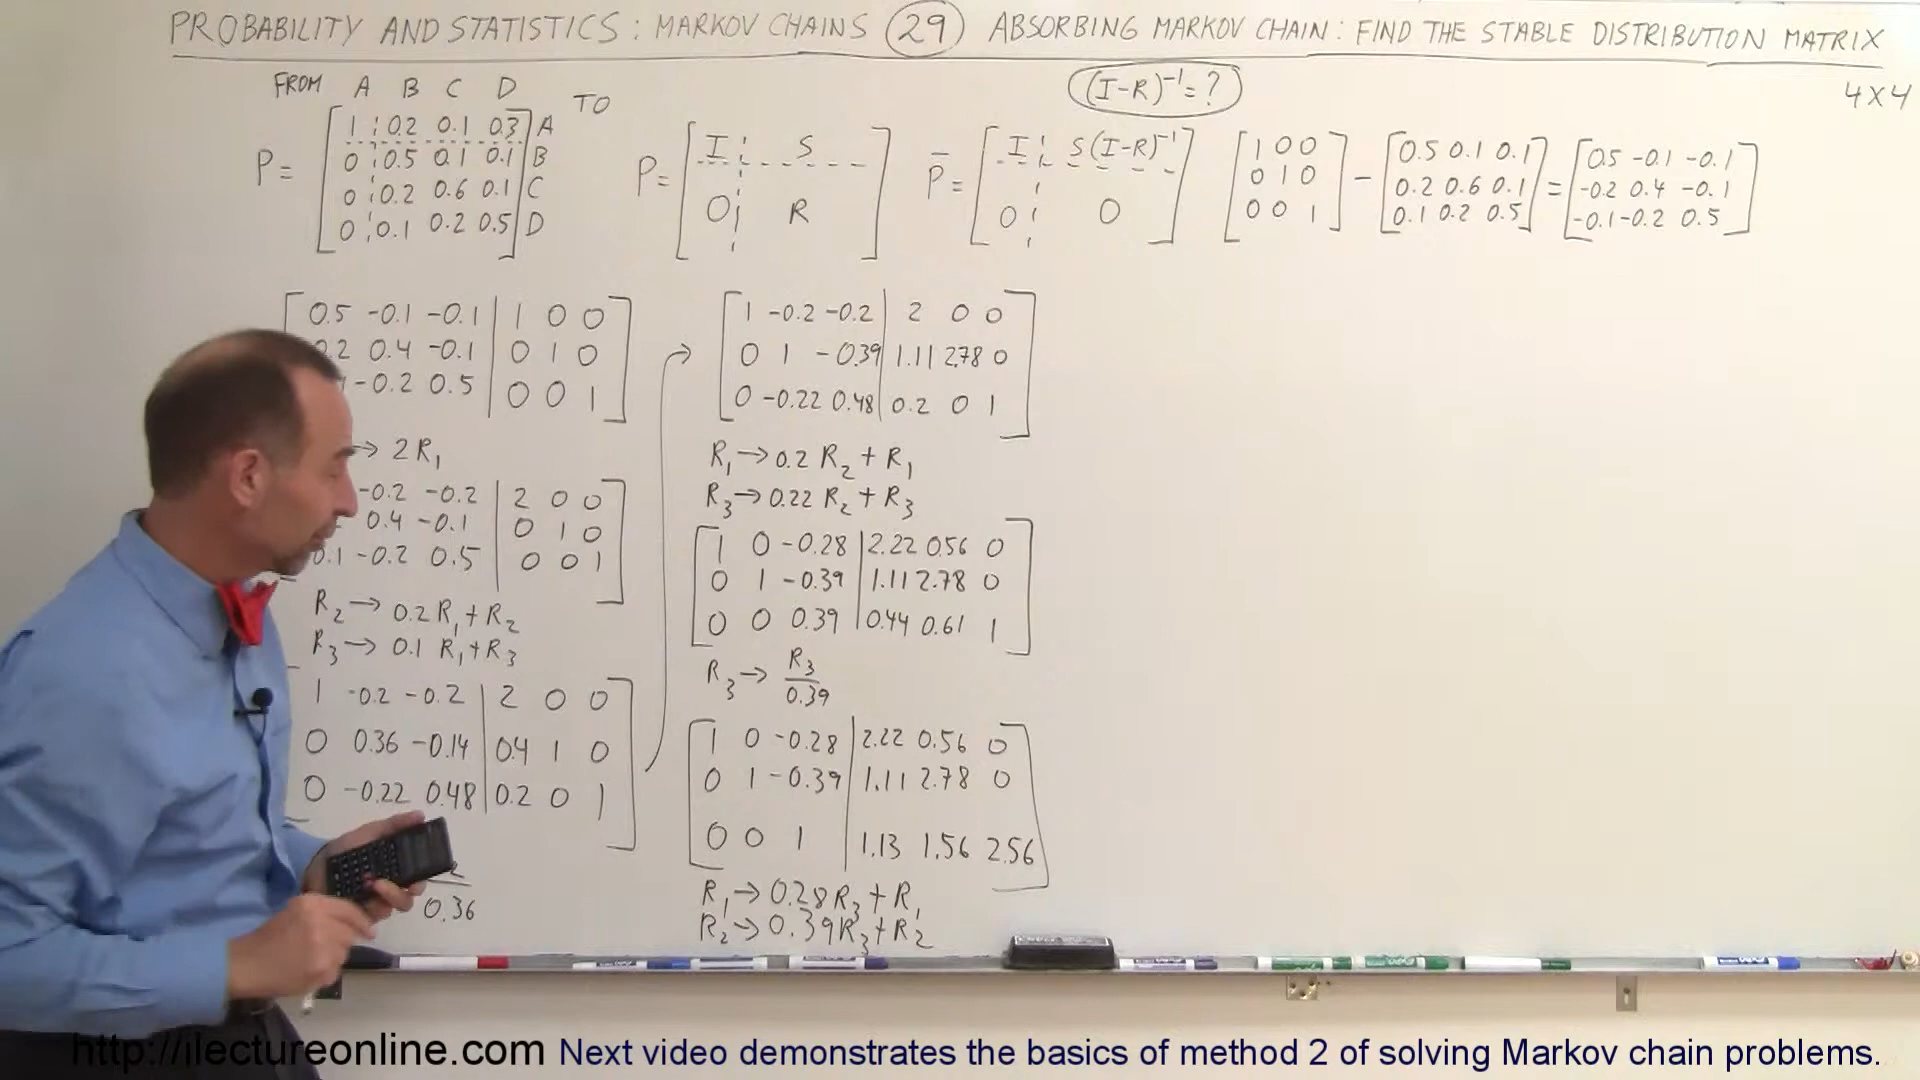 PROBABILITY AND STATISTICS: MARKOV CHAINS (29) ABSORBING MARKOV CHAIN: FIND THE STABLE DISTRIBUTION MATRIX
4x4
(I-R)⁻¹=?
FROM A B C D TO
P= [1 0.2 0.1 0.3] A
[0 0.5 0.1 0.1] B
[0 0.2 0.6 0.1] C
[0 0.1 0.2 0.5] D
P= [I S]
[0 R]
P̅= [I S(I-R)⁻¹]
[0 0]
[1 0 0] - [0.5 0.1 0.1] = [0.5 -0.1 -0.1]
[0 1 0] [0.2 0.6 0.1] [-0.2 0.4 -0.1]
[0 0 1] [0.1 0.2 0.5] [-0.1 -0.2 0.5]
[0.5 -0.1 -0.1 | 1 0 0]
0.2 0.4 -0.1 | 0 1 0
-0.2 0.5 | 0 0 1]
→ 2R₁
-0.2 -0.2 | 2 0 0]
0.4 -0.1 | 0 1 0
0.1 -0.2 0.5 | 0 0 1]
R₂ → 0.2 R₁ + R₂
R₃ → 0.1 R₁ + R₃
1 -0.2 -0.2 | 2 0 0]
0 0.36 -0.14 | 0.4 1 0
0 -0.22 0.48 | 0.2 0 1]
0.36
[1 -0.2 -0.2 | 2 0 0]
[0 1 -0.39 | 1.11 2.78 0]
[0 -0.22 0.48 | 0.2 0 1]
R₁ → 0.2 R₂ + R₁
R₃ → 0.22 R₂ + R₃
[1 0 -0.28 | 2.22 0.56 0]
[0 1 -0.39 | 1.11 2.78 0]
[0 0 0.39 | 0.44 0.61 1]
R₃ → R₃/0.39
[1 0 -0.28 | 2.22 0.56 0]
[0 1 -0.39 | 1.11 2.78 0]
[0 0 1 | 1.13 1.56 2.56]
R₁ → 0.28R₃ + R₁
R₂ → 0.39R₃ + R₂
http://ilectureonline.com Next video demonstrates the basics of method 2 of solving Markov chain problems.